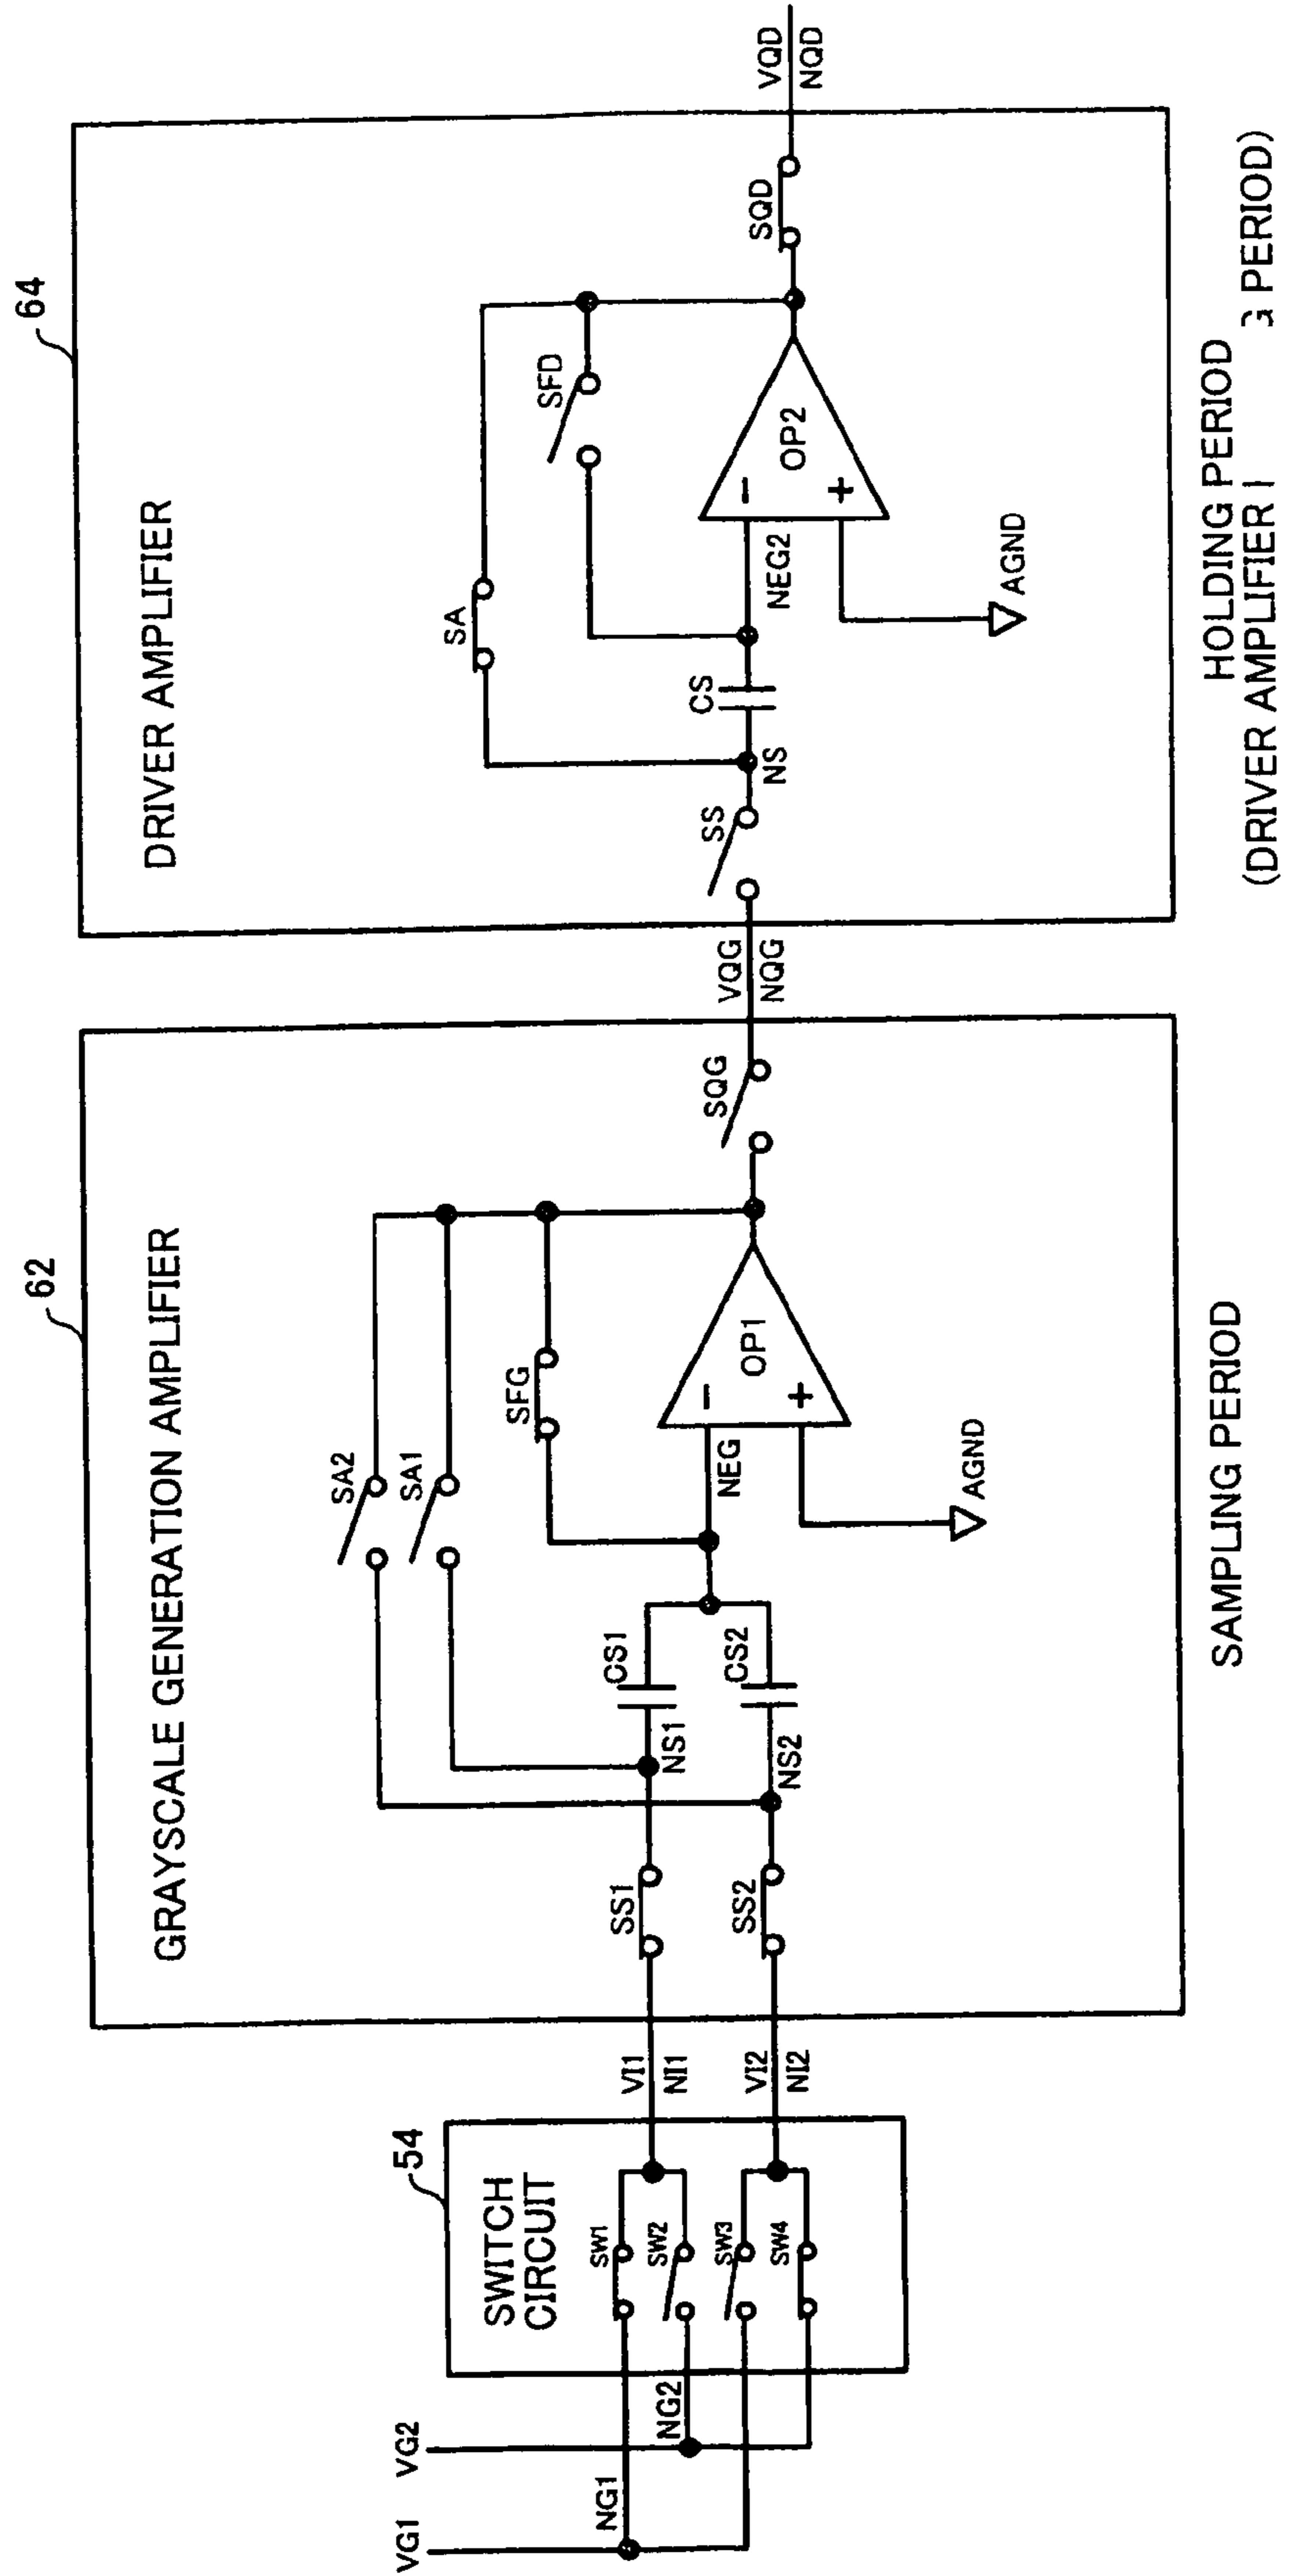 VG1
VG2
NG1
NG2
54
SWITCH
CIRCUIT
SW1
SW2
SW3
SW4
VI1
NI1
VI2
NI2
62
GRAYSCALE GENERATION AMPLIFIER
SS1
SS2
NS1
NS2
CS1
CS2
SA2
SA1
SFG
NEG
OP1
−
+
AGND
SQG
SAMPLING PERIOD
VQG
NQG
64
DRIVER AMPLIFIER
SS
NS
CS
SA
SFD
NEG2
OP2
−
+
AGND
SQD
VQD
NQD
HOLDING PERIOD
(DRIVER AMPLIFIER PERIOD)